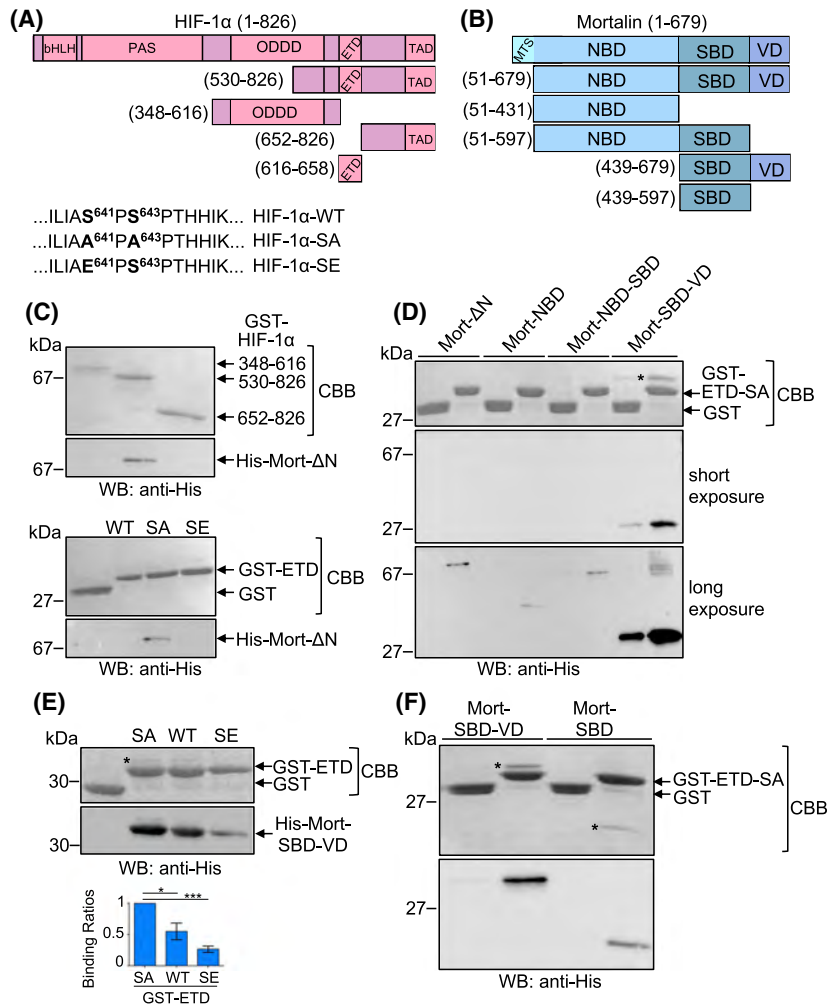 (A)
HIF-1α (1–826)
bHLH PAS ODDD ETD TAD
(530–826) ETD TAD
(348–616) ODDD
(652–826) TAD
(616–658) ETD
...ILIAS⁶⁴¹PS⁶⁴³PTHHIK... HIF-1α-WT
...ILIAA⁶⁴¹PA⁶⁴³PTHHIK... HIF-1α-SA
...ILIAE⁶⁴¹PS⁶⁴³PTHHIK... HIF-1α-SE
(B)
Mortalin (1–679)
MTS NBD SBD VD
(51–679) NBD SBD VD
(51–431) NBD
(51–597) NBD SBD
(439–679) SBD VD
(439–597) SBD
(C)
GST-
HIF-1α
kDa
348–616
67–
530–826
CBB
652–826
67–
His-Mort-ΔN
WB: anti-His
kDa
WT SA SE
GST-ETD
CBB
27–
GST
67–
His-Mort-ΔN
WB: anti-His
(D)
Mort-ΔN
Mort-NBD
Mort-NBD-SBD
Mort-SBD-VD
kDa
*
GST-
ETD-SA
CBB
GST
27–
67–
short
exposure
27–
67–
long
exposure
27–
WB: anti-His
(E)
SA WT SE
kDa
*
GST-ETD
CBB
30–
GST
His-Mort-
SBD-VD
30–
WB: anti-His
* ***
Binding Ratios
1
0.5
0
SA WT SE
GST-ETD
(F)
Mort-
SBD-VD
Mort-
SBD
kDa
*
GST-ETD-SA
27–
GST
CBB
*
27–
WB: anti-His